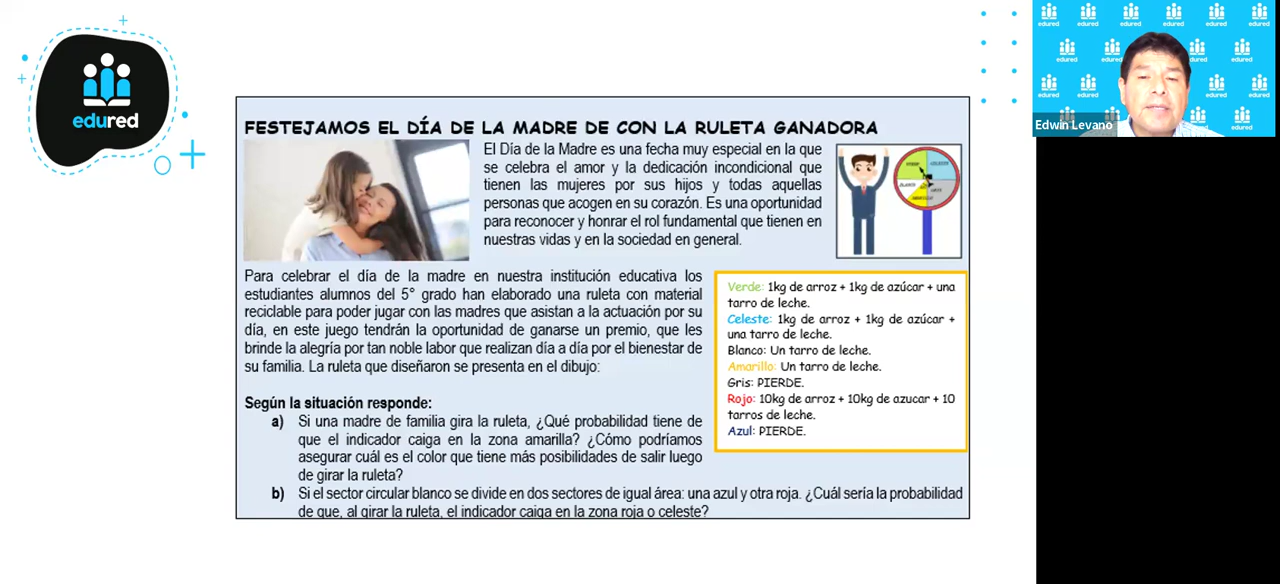 edured
FESTEJAMOS EL DÍA DE LA MADRE DE CON LA RULETA GANADORA
El Día de la Madre es una fecha muy especial en la que
se celebra el amor y la dedicación incondicional que
tienen las mujeres por sus hijos y todas aquellas
personas que acogen en su corazón. Es una oportunidad
para reconocer y honrar el rol fundamental que tienen en
nuestras vidas y en la sociedad en general.
Para celebrar el día de la madre en nuestra institución educativa los
estudiantes alumnos del 5° grado han elaborado una ruleta con material
reciclable para poder jugar con las madres que asistan a la actuación por su
día, en este juego tendrán la oportunidad de ganarse un premio, que les
brinde la alegría por tan noble labor que realizan día a día por el bienestar de
su familia. La ruleta que diseñaron se presenta en el dibujo:
Verde: 1kg de arroz + 1kg de azúcar + una
tarro de leche.
Celeste: 1kg de arroz + 1kg de azúcar +
una tarro de leche.
Blanco: Un tarro de leche.
Amarillo: Un tarro de leche.
Gris: PIERDE.
Rojo: 10kg de arroz + 10kg de azucar + 10
tarros de leche.
Azul: PIERDE.
Según la situación responde:
a) Si una madre de familia gira la ruleta, ¿Qué probabilidad tiene de
que el indicador caiga en la zona amarilla? ¿Cómo podríamos
asegurar cuál es el color que tiene más posibilidades de salir luego
de girar la ruleta?
b) Si el sector circular blanco se divide en dos sectores de igual área: una azul y otra roja. ¿Cuál sería la probabilidad
de que, al girar la ruleta, el indicador caiga en la zona roja o celeste?
edured edured edured edured edured
edured edured edured edured
edured edured edured edured
edured edured
Edwin Levano